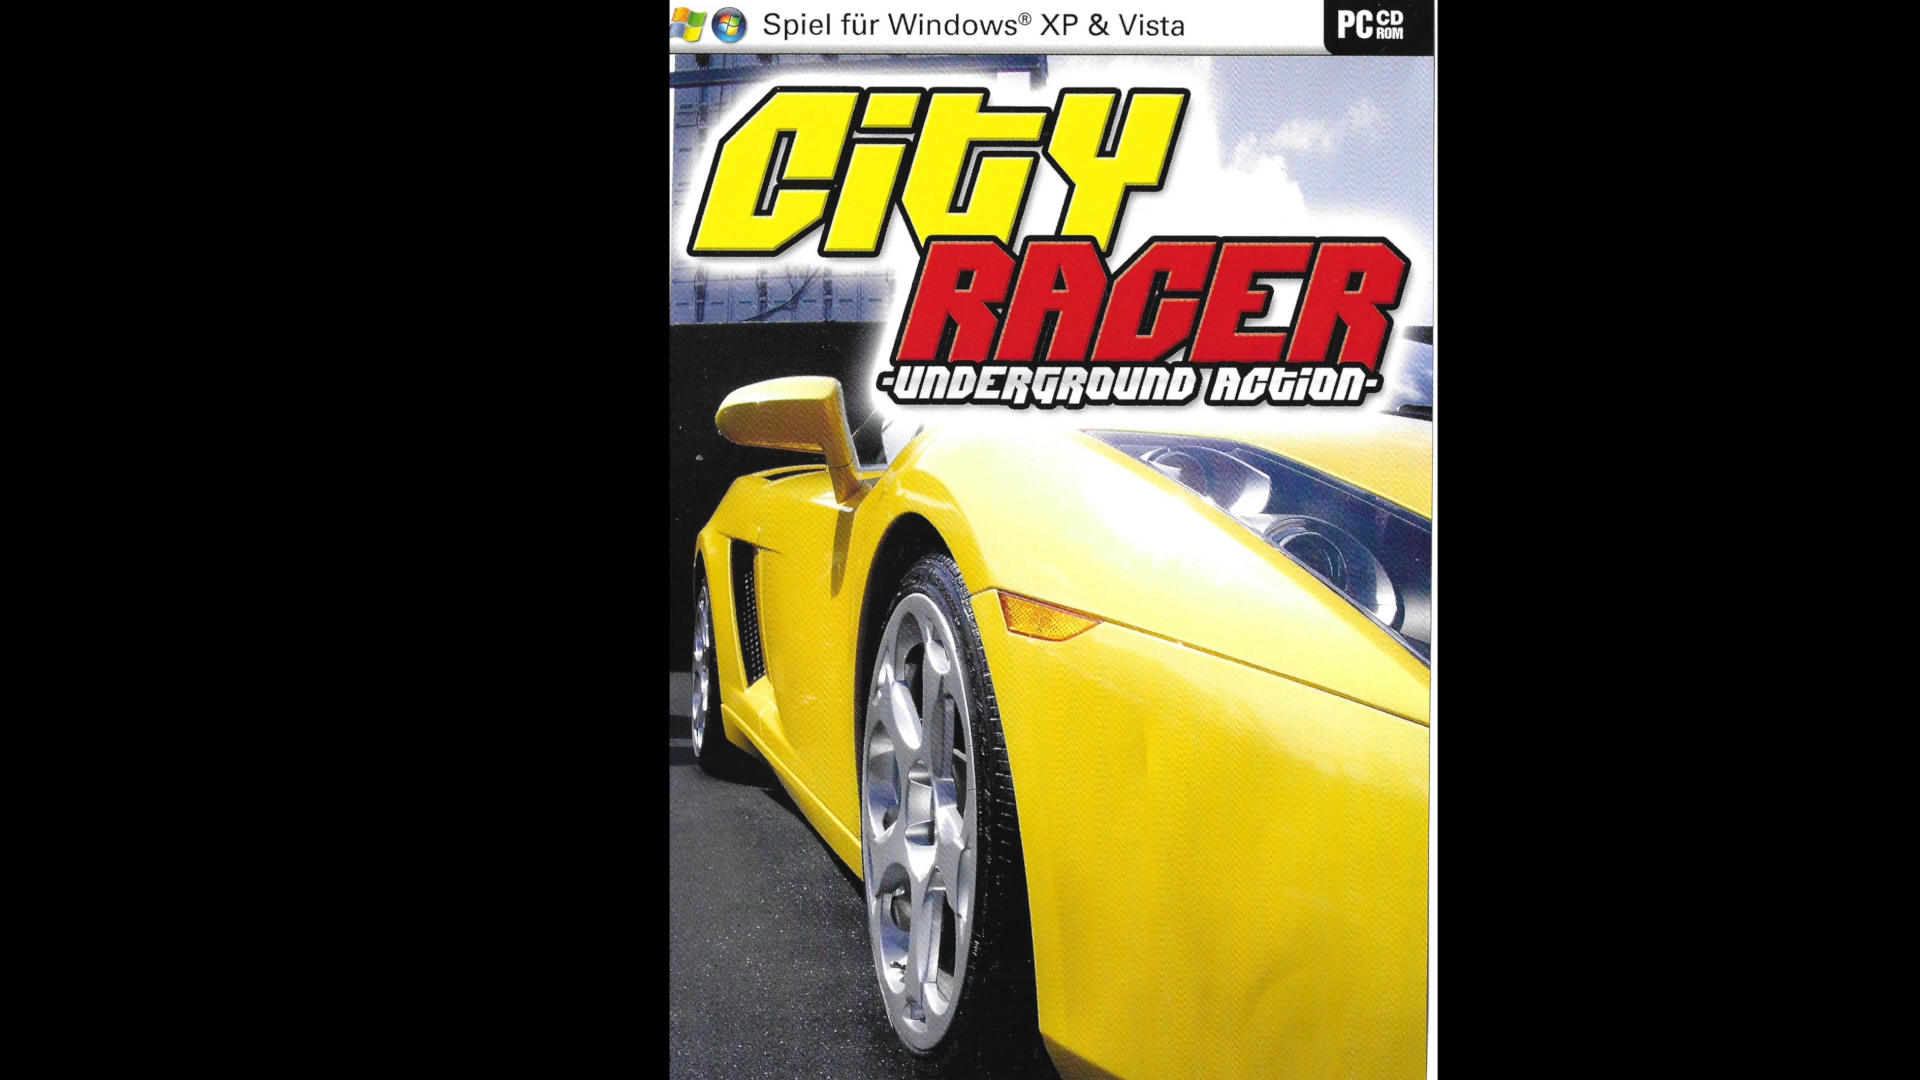 Spiel für Windows® XP & Vista
PC CD ROM
CITY
RACER
-UNDERGROUND ACTION-